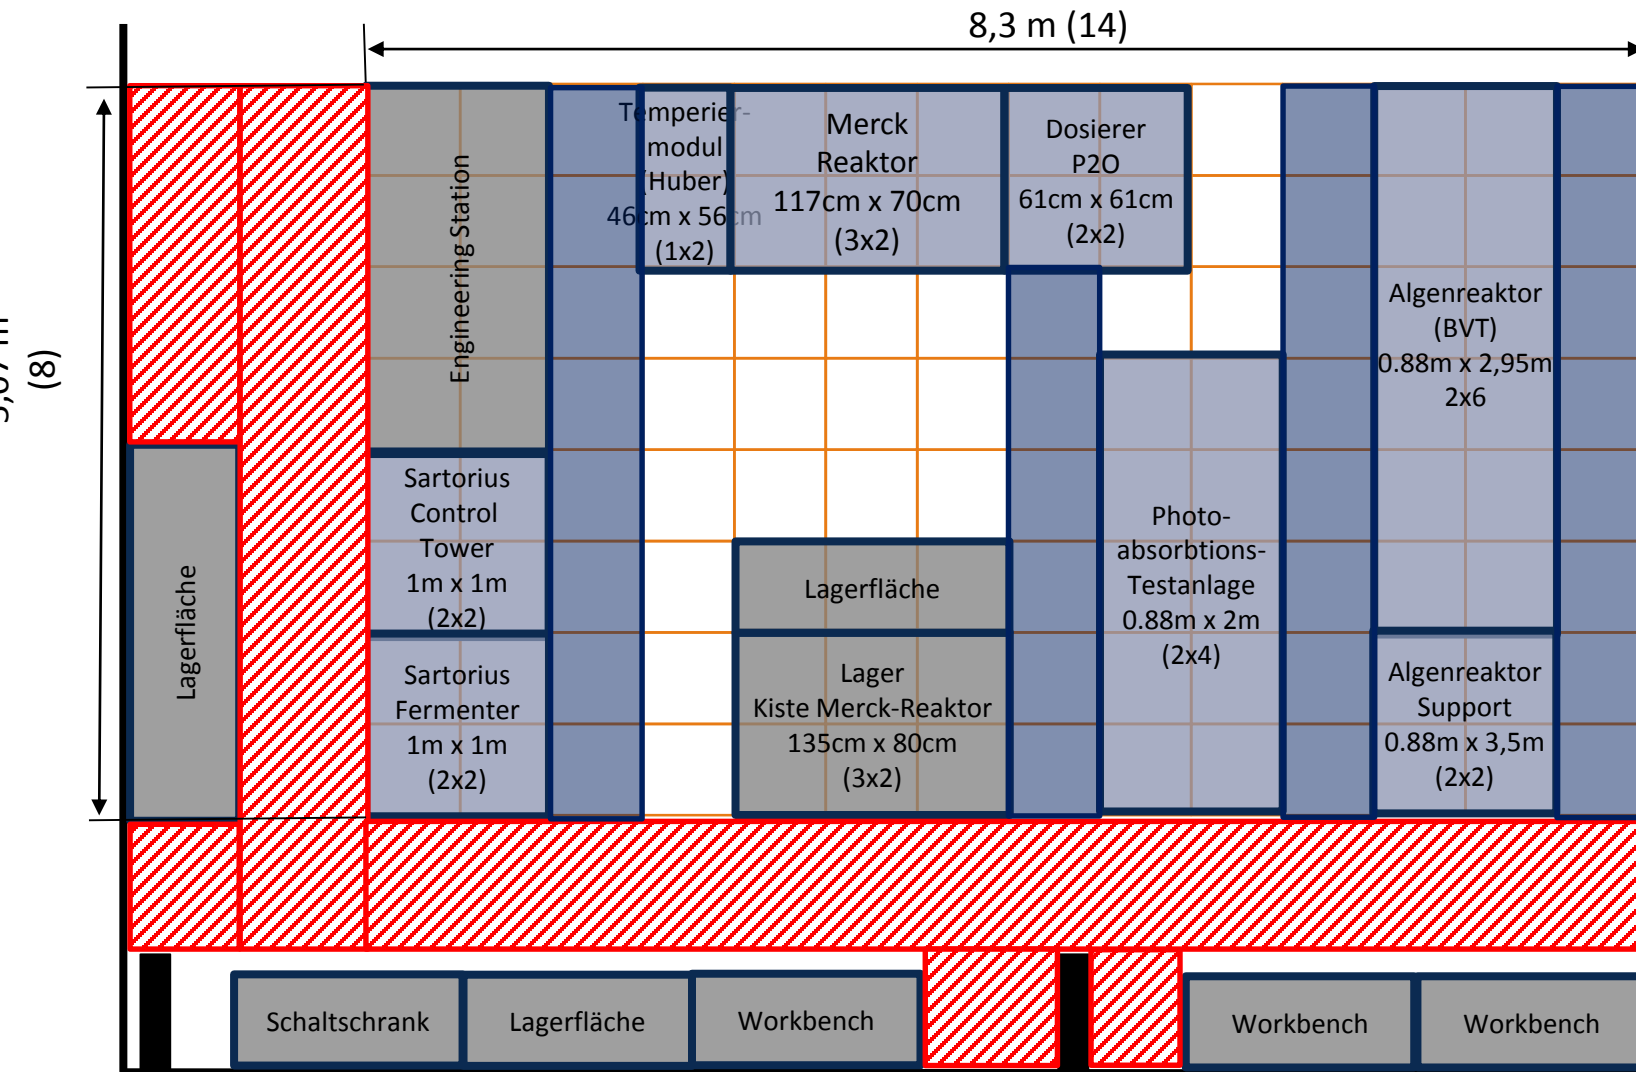 8,3 m (14)
(8)
Engineering Station
Temperier-
modul
(Huber)
46cm x 56cm
(1x2)
Merck
Reaktor
117cm x 70cm
(3x2)
Dosierer
P2O
61cm x 61cm
(2x2)
Algenreaktor
(BVT)
0.88m x 2,95m
2x6
Sartorius
Control
Tower
1m x 1m
(2x2)
Photo-
absorbtions-
Testanlage
0.88m x 2m
(2x4)
Lagerfläche
Lagerfläche
Sartorius
Fermenter
1m x 1m
(2x2)
Lager
Kiste Merck-Reaktor
135cm x 80cm
(3x2)
Algenreaktor
Support
0.88m x 3,5m
(2x2)
Schaltschrank
Lagerfläche
Workbench
Workbench
Workbench